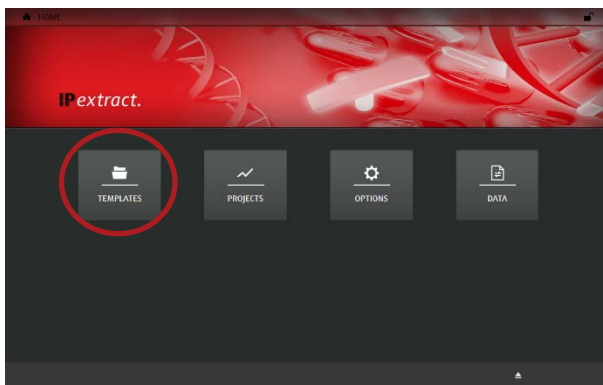 HOME
IPextract.
TEMPLATES
PROJECTS
OPTIONS
DATA